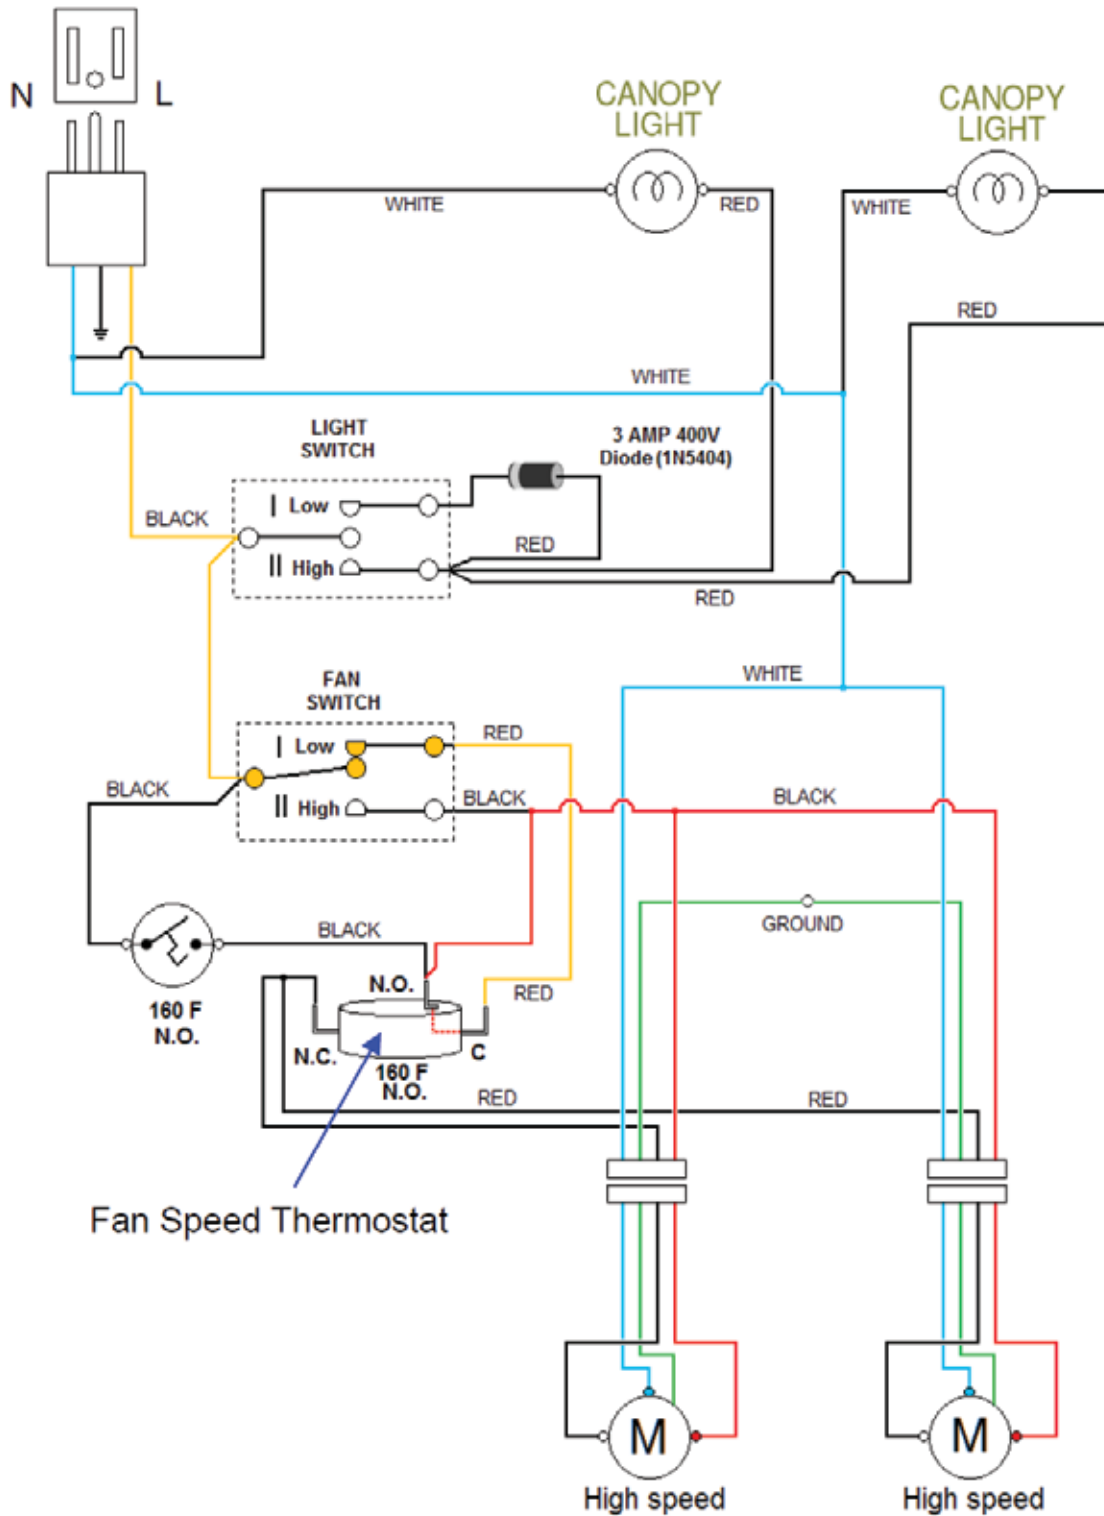 N
L
CANOPY
LIGHT
CANOPY
LIGHT
WHITE
RED
WHITE
RED
WHITE
LIGHT
SWITCH
3 AMP 400V
Diode (1N5404)
I Low
BLACK
RED
II High
RED
WHITE
FAN
SWITCH
RED
I Low
BLACK
II High
BLACK
BLACK
GROUND
BLACK
N.O.
RED
160 F
N.O.
N.C.
C
160 F
N.O.
RED
RED
Fan Speed Thermostat
M
M
High speed
High speed